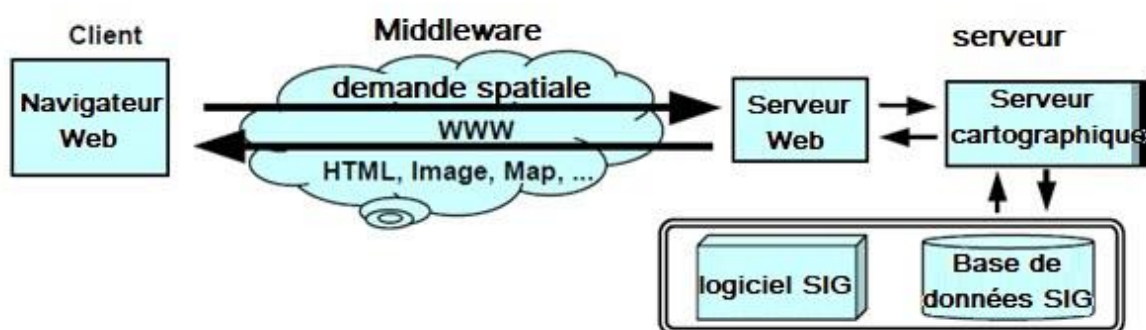 Client
Middleware
serveur
Navigateur
Web
demande spatiale
WWW
HTML, Image, Map, ...
Serveur
Web
Serveur
cartographique
logiciel SIG
Base de
données SIG